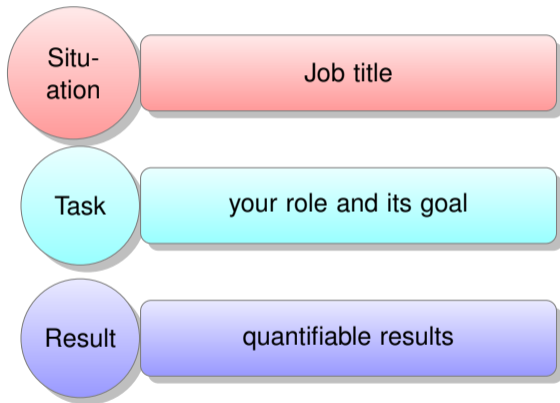 Situ-
ation
Job title
Task
your role and its goal
Result
quantifiable results